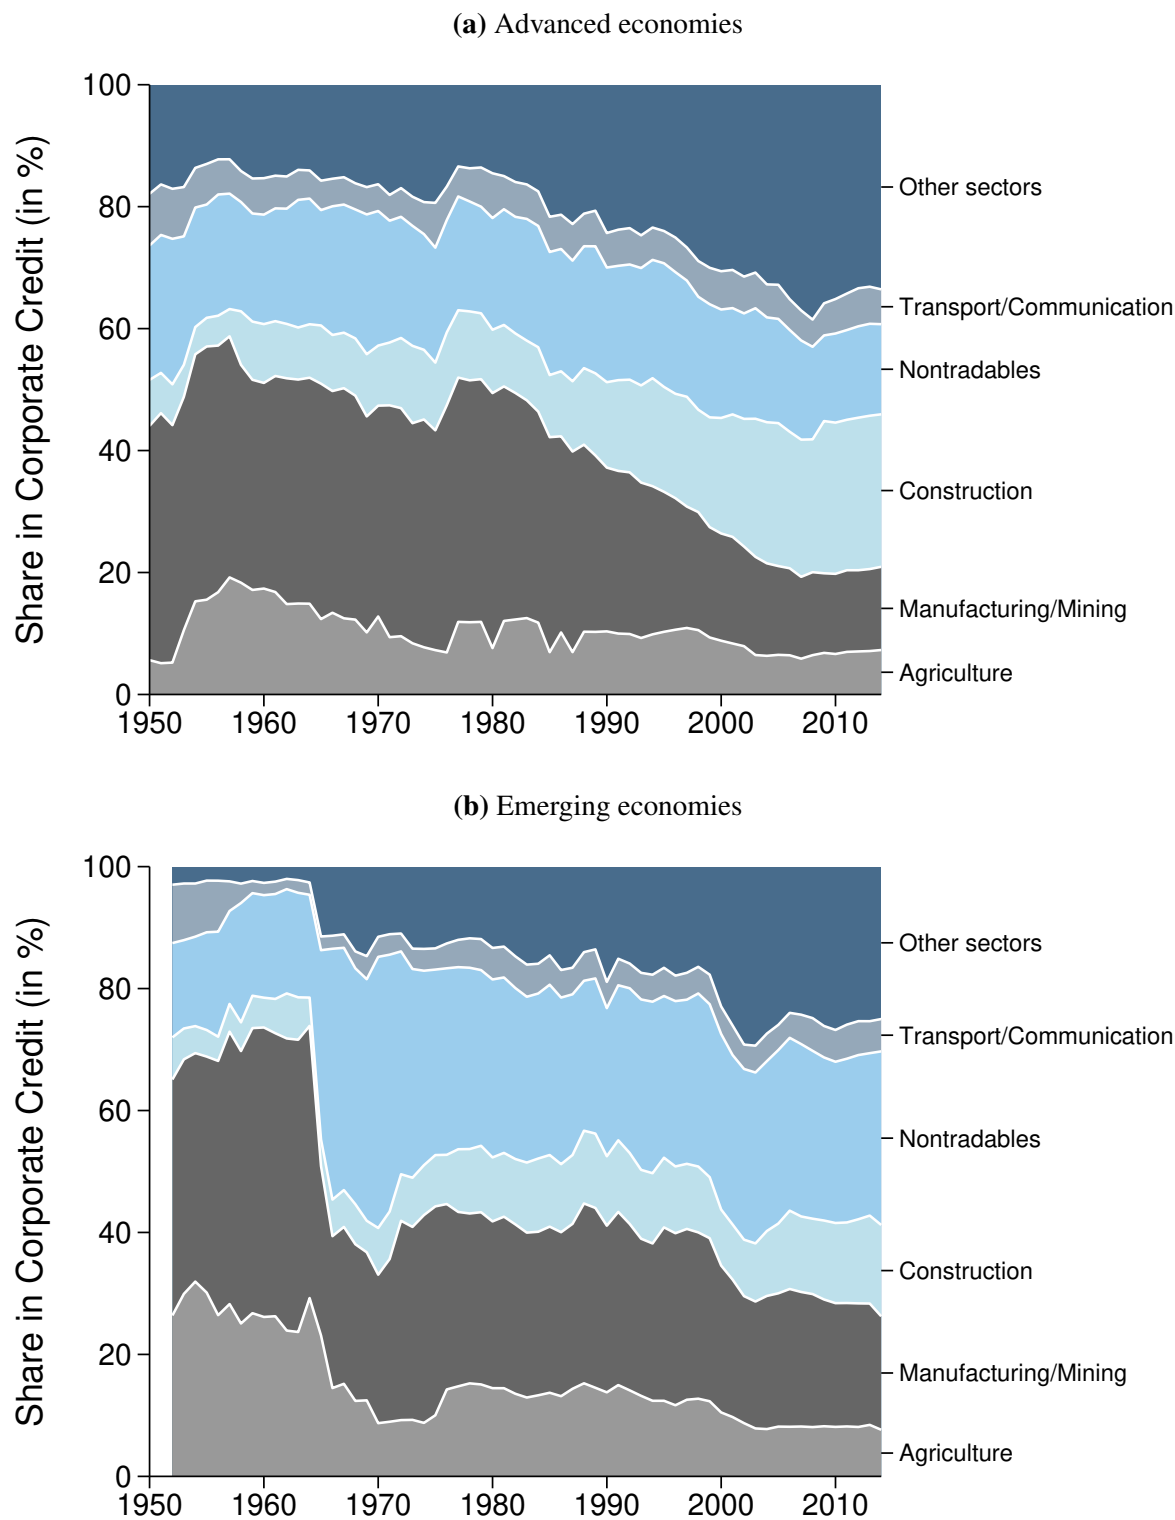 (a) Advanced economies
Share in Corporate Credit (in %)
100
80
60
40
20
0
1950 1960 1970 1980 1990 2000 2010
Other sectors
Transport/Communication
Nontradables
Construction
Manufacturing/Mining
Agriculture
(b) Emerging economies
Share in Corporate Credit (in %)
100
80
60
40
20
0
1950 1960 1970 1980 1990 2000 2010
Other sectors
Transport/Communication
Nontradables
Construction
Manufacturing/Mining
Agriculture